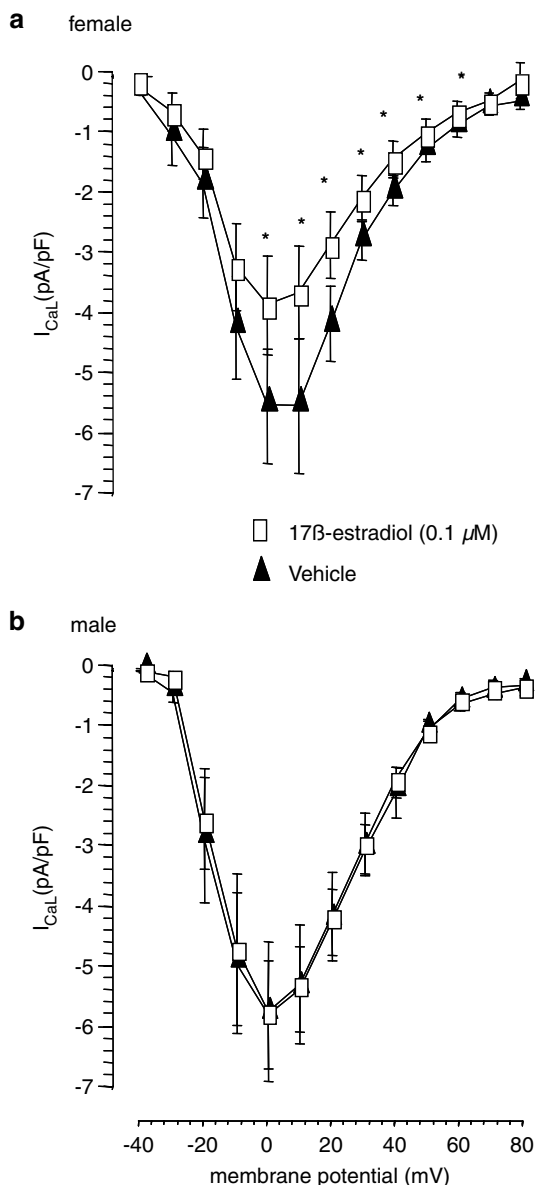 a female
0
-1
-2
-3
-4
-5
-6
-7
I_CaL(pA/pF)
* * * * * * * *
17ß-estradiol (0.1 µM)
Vehicle
b male
0
-1
-2
-3
-4
-5
-6
-7
I_CaL(pA/pF)
-40 -20 0 20 40 60 80
membrane potential (mV)